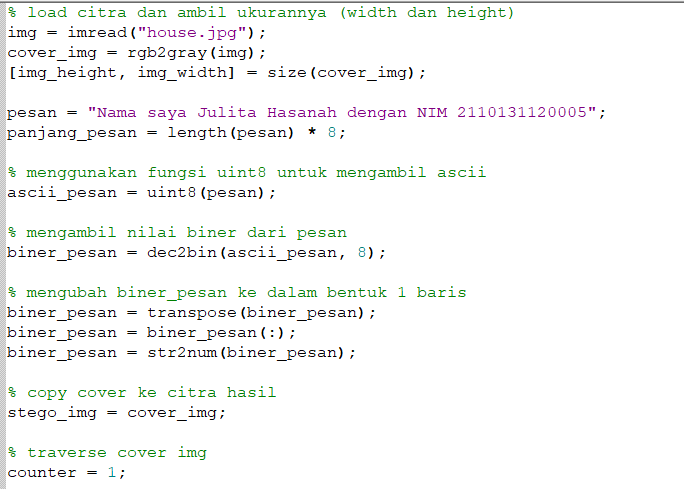 % load citra dan ambil ukurannya (width dan height)
img = imread("house.jpg");
cover_img = rgb2gray(img);
[img_height, img_width] = size(cover_img);
pesan = "Nama saya Julita Hasanah dengan NIM 2110131120005";
panjang_pesan = length(pesan) * 8;
% menggunakan fungsi uint8 untuk mengambil ascii
ascii_pesan = uint8(pesan);
% mengambil nilai biner dari pesan
biner_pesan = dec2bin(ascii_pesan, 8);
% mengubah biner_pesan ke dalam bentuk 1 baris
biner_pesan = transpose(biner_pesan);
biner_pesan = biner_pesan(:);
biner_pesan = str2num(biner_pesan);
% copy cover ke citra hasil
stego_img = cover_img;
% traverse cover img
counter = 1;